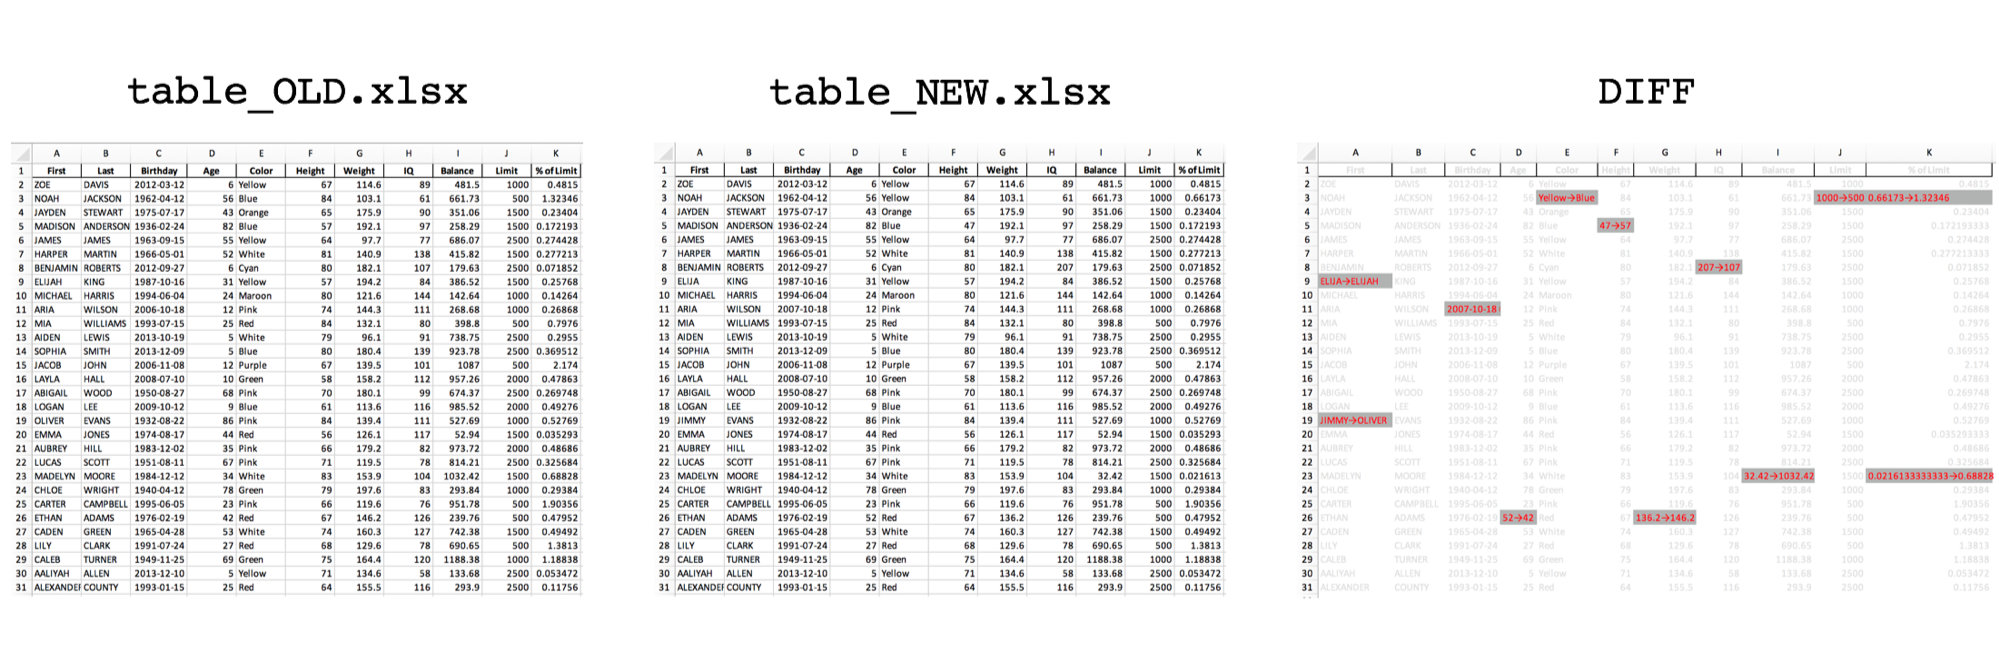 table_OLD.xlsx
A B C D E F G H I J K
1 First Last Birthday Age Color Height Weight IQ Balance Limit % of Limit
2 ZOE DAVIS 2012-03-12 6 Yellow 67 114.6 89 481.5 1000 0.4815
3 NOAH JACKSON 1962-04-12 56 Blue 84 103.1 61 661.73 500 1.32346
4 JAYDEN STEWART 1975-07-17 43 Orange 65 175.9 90 351.06 1500 0.23404
5 MADISON ANDERSON 1936-02-24 82 Blue 57 192.1 97 258.29 1500 0.172193
6 JAMES JAMES 1963-09-15 55 Yellow 64 97.7 77 686.07 2500 0.274428
7 HARPER MARTIN 1966-05-01 52 White 81 140.9 138 415.82 1500 0.277213
8 BENJAMIN ROBERTS 2012-09-27 6 Cyan 80 182.1 107 179.63 2500 0.071852
9 ELIJAH KING 1987-10-16 31 Yellow 57 194.2 84 386.52 1500 0.25768
10 MICHAEL HARRIS 1994-06-04 24 Maroon 80 121.6 144 142.64 1000 0.14264
11 ARIA WILSON 2006-10-18 12 Pink 74 144.3 111 268.68 1000 0.26868
12 MIA WILLIAMS 1993-07-15 25 Red 84 132.1 80 398.8 500 0.7976
13 AIDEN LEWIS 2013-10-19 5 White 79 96.1 91 738.75 2500 0.2955
14 SOPHIA SMITH 2013-12-09 5 Blue 80 180.4 139 923.78 2500 0.369512
15 JACOB JOHN 2006-11-08 12 Purple 67 139.5 101 1087 500 2.174
16 LAYLA HALL 2008-07-10 10 Green 58 158.2 112 957.26 2000 0.47863
17 ABIGAIL WOOD 1950-08-27 68 Pink 70 180.1 99 674.37 2500 0.269748
18 LOGAN LEE 2009-10-12 9 Blue 61 113.6 116 985.52 2000 0.49276
19 OLIVER EVANS 1932-08-22 86 Pink 84 139.4 111 527.69 1000 0.52769
20 EMMA JONES 1974-08-17 44 Red 56 126.1 117 52.94 1500 0.035293
21 AUBREY HILL 1983-12-02 35 Pink 66 179.2 82 973.72 2000 0.48686
22 LUCAS SCOTT 1951-08-11 67 Pink 71 119.5 78 814.21 2500 0.325684
23 MADELYN MOORE 1984-12-12 34 White 83 153.9 104 1032.42 1500 0.68828
24 CHLOE WRIGHT 1940-04-12 78 Green 79 197.6 83 293.84 1000 0.29384
25 CARTER CAMPBELL 1995-06-05 23 Pink 66 119.6 76 951.78 500 1.90356
26 ETHAN ADAMS 1976-02-19 42 Red 67 146.2 126 239.76 500 0.47952
27 CADEN GREEN 1965-04-28 53 White 74 160.3 127 742.38 1500 0.49492
28 LILY CLARK 1991-07-24 27 Red 68 129.6 78 690.65 500 1.3813
29 CALEB TURNER 1949-11-25 69 Green 75 164.4 120 1188.38 1000 1.18838
30 AALIYAH ALLEN 2013-12-10 5 Yellow 71 134.6 58 133.68 2500 0.053472
31 ALEXANDER COUNTY 1993-01-15 25 Red 64 155.5 116 293.9 2500 0.11756
table_NEW.xlsx
A B C D E F G H I J K
1 First Last Birthday Age Color Height Weight IQ Balance Limit % of Limit
2 ZOE DAVIS 2012-03-12 6 Yellow 67 114.6 89 481.5 1000 0.4815
3 NOAH JACKSON 1962-04-12 56 Yellow 84 103.1 61 661.73 1000 0.66173
4 JAYDEN STEWART 1975-07-17 43 Orange 65 175.9 90 351.06 1500 0.23404
5 MADISON ANDERSON 1936-02-24 82 Blue 47 192.1 97 258.29 1500 0.172193
6 JAMES JAMES 1963-09-15 55 Yellow 64 97.7 77 686.07 2500 0.274428
7 HARPER MARTIN 1966-05-01 52 White 81 140.9 138 415.82 1500 0.277213
8 BENJAMIN ROBERTS 2012-09-27 6 Cyan 80 182.1 207 179.63 2500 0.071852
9 ELIJA KING 1987-10-16 31 Yellow 57 194.2 84 386.52 1500 0.25768
10 MICHAEL HARRIS 1994-06-04 24 Maroon 80 121.6 144 142.64 1000 0.14264
11 ARIA WILSON 2007-10-18 12 Pink 74 144.3 111 268.68 1000 0.26868
12 MIA WILLIAMS 1993-07-15 25 Red 84 132.1 80 398.8 500 0.7976
13 AIDEN LEWIS 2013-10-19 5 White 79 96.1 91 738.75 2500 0.2955
14 SOPHIA SMITH 2013-12-09 5 Blue 80 180.4 139 923.78 2500 0.369512
15 JACOB JOHN 2006-11-08 12 Purple 67 139.5 101 1087 500 2.174
16 LAYLA HALL 2008-07-10 10 Green 58 158.2 112 957.26 2000 0.47863
17 ABIGAIL WOOD 1950-08-27 68 Pink 70 180.1 99 674.37 2500 0.269748
18 LOGAN LEE 2009-10-12 9 Blue 61 113.6 116 985.52 2000 0.49276
19 JIMMY EVANS 1932-08-22 86 Pink 84 139.4 111 527.69 1000 0.52769
20 EMMA JONES 1974-08-17 44 Red 56 126.1 117 52.94 1500 0.035293
21 AUBREY HILL 1983-12-02 35 Pink 66 179.2 82 973.72 2000 0.48686
22 LUCAS SCOTT 1951-08-11 67 Pink 71 119.5 78 814.21 2500 0.325684
23 MADELYN MOORE 1984-12-12 34 White 83 153.9 104 32.42 1500 0.021613
24 CHLOE WRIGHT 1940-04-12 78 Green 79 197.6 83 293.84 1000 0.29384
25 CARTER CAMPBELL 1995-06-05 23 Pink 66 119.6 76 951.78 500 1.90356
26 ETHAN ADAMS 1976-02-19 52 Red 67 136.2 126 239.76 500 0.47952
27 CADEN GREEN 1965-04-28 53 White 74 160.3 127 742.38 1500 0.49492
28 LILY CLARK 1991-07-24 27 Red 68 129.6 78 690.65 500 1.3813
29 CALEB TURNER 1949-11-25 69 Green 75 164.4 120 1188.38 1000 1.18838
30 AALIYAH ALLEN 2013-12-10 5 Yellow 71 134.6 58 133.68 2500 0.053472
31 ALEXANDER COUNTY 1993-01-15 25 Red 64 155.5 116 293.9 2500 0.11756
DIFF
A B C D E F G H I J K
1 First Last Birthday Age Color Height Weight IQ Balance Limit % of Limit
2 ZOE DAVIS 2012-03-12 6 Yellow 67 114.6 89 481.5 1000 0.4815
3 NOAH JACKSON 1962-04-12 56 Yellow→Blue 84 103.1 61 661.73 1000→500 0.66173→1.32346
4 JAYDEN STEWART 1975-07-17 43 Orange 65 175.9 90 351.06 1500 0.23404
5 MADISON ANDERSON 1936-02-24 82 Blue 47→57 192.1 97 258.29 1500 0.172193333
6 JAMES JAMES 1963-09-15 55 Yellow 64 97.7 77 686.07 2500 0.274428
7 HARPER MARTIN 1966-05-01 52 White 81 140.9 138 415.82 1500 0.277213333
8 BENJAMIN ROBERTS 2012-09-27 6 Cyan 80 182.1 207→107 179.63 2500 0.071852
9 ELIJA→ELIJAH KING 1987-10-16 31 Yellow 57 194.2 84 386.52 1500 0.25768
10 MICHAEL HARRIS 1994-06-04 24 Maroon 80 121.6 144 142.64 1000 0.14264
11 ARIA WILSON 2007-10-18 12 Pink 74 144.3 111 268.68 1000 0.26868
12 MIA WILLIAMS 1993-07-15 25 Red 84 132.1 80 398.8 500 0.7976
13 AIDEN LEWIS 2013-10-19 5 White 79 96.1 91 738.75 2500 0.2955
14 SOPHIA SMITH 2013-12-09 5 Blue 80 180.4 139 923.78 2500 0.369512
15 JACOB JOHN 2006-11-08 12 Purple 67 139.5 101 1087 500 2.174
16 LAYLA HALL 2008-07-10 10 Green 58 158.2 112 957.26 2000 0.47863
17 ABIGAIL WOOD 1950-08-27 68 Pink 70 180.1 99 674.37 2500 0.269748
18 LOGAN LEE 2009-10-12 9 Blue 61 113.6 116 985.52 2000 0.49276
19 JIMMY→OLIVER EVANS 1932-08-22 86 Pink 84 139.4 111 527.69 1000 0.52769
20 EMMA JONES 1974-08-17 44 Red 56 126.1 117 52.94 1500 0.035293333
21 AUBREY HILL 1983-12-02 35 Pink 66 179.2 82 973.72 2000 0.48686
22 LUCAS SCOTT 1951-08-11 67 Pink 71 119.5 78 814.21 2500 0.325684
23 MADELYN MOORE 1984-12-12 34 White 83 153.9 104 32.42→1032.42 1500 0.0216133333333→0.68828
24 CHLOE WRIGHT 1940-04-12 78 Green 79 197.6 83 293.84 1000 0.29384
25 CARTER CAMPBELL 1995-06-05 23 Pink 66 119.6 76 951.78 500 1.90356
26 ETHAN ADAMS 1976-02-19 52→42 Red 67 136.2→146.2 126 239.76 500 0.47952
27 CADEN GREEN 1965-04-28 53 White 74 160.3 127 742.38 1500 0.49492
28 LILY CLARK 1991-07-24 27 Red 68 129.6 78 690.65 500 1.3813
29 CALEB TURNER 1949-11-25 69 Green 75 164.4 120 1188.38 1000 1.18838
30 AALIYAH ALLEN 2013-12-10 5 Yellow 71 134.6 58 133.68 2500 0.053472
31 ALEXANDER COUNTY 1993-01-15 25 Red 64 155.5 116 293.9 2500 0.11756